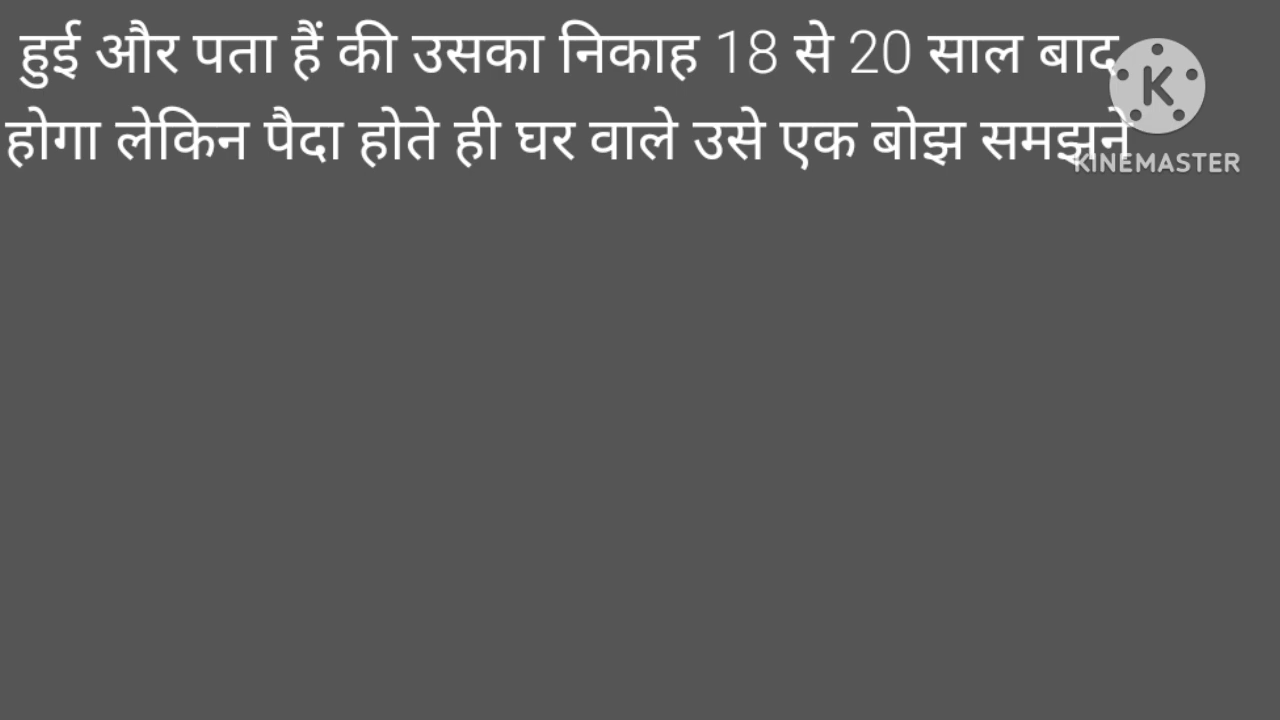 हुई और पता हैं की उसका निकाह 18 से 20 साल बाद
होगा लेकिन पैदा होते ही घर वाले उसे एक बोझ समझने
K
KINEMASTER